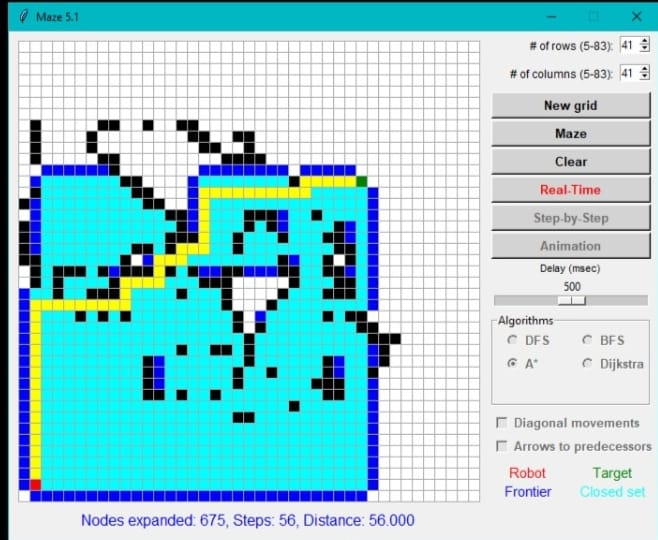 Maze 5.1
# of rows (5-83): 41
# of columns (5-83): 41
New grid
Maze
Clear
Real-Time
Step-by-Step
Animation
Delay (msec)
500
Algorithms
DFS BFS
A* Dijkstra
Diagonal movements
Arrows to predecessors
Robot Target
Frontier Closed set
Nodes expanded: 675, Steps: 56, Distance: 56.000